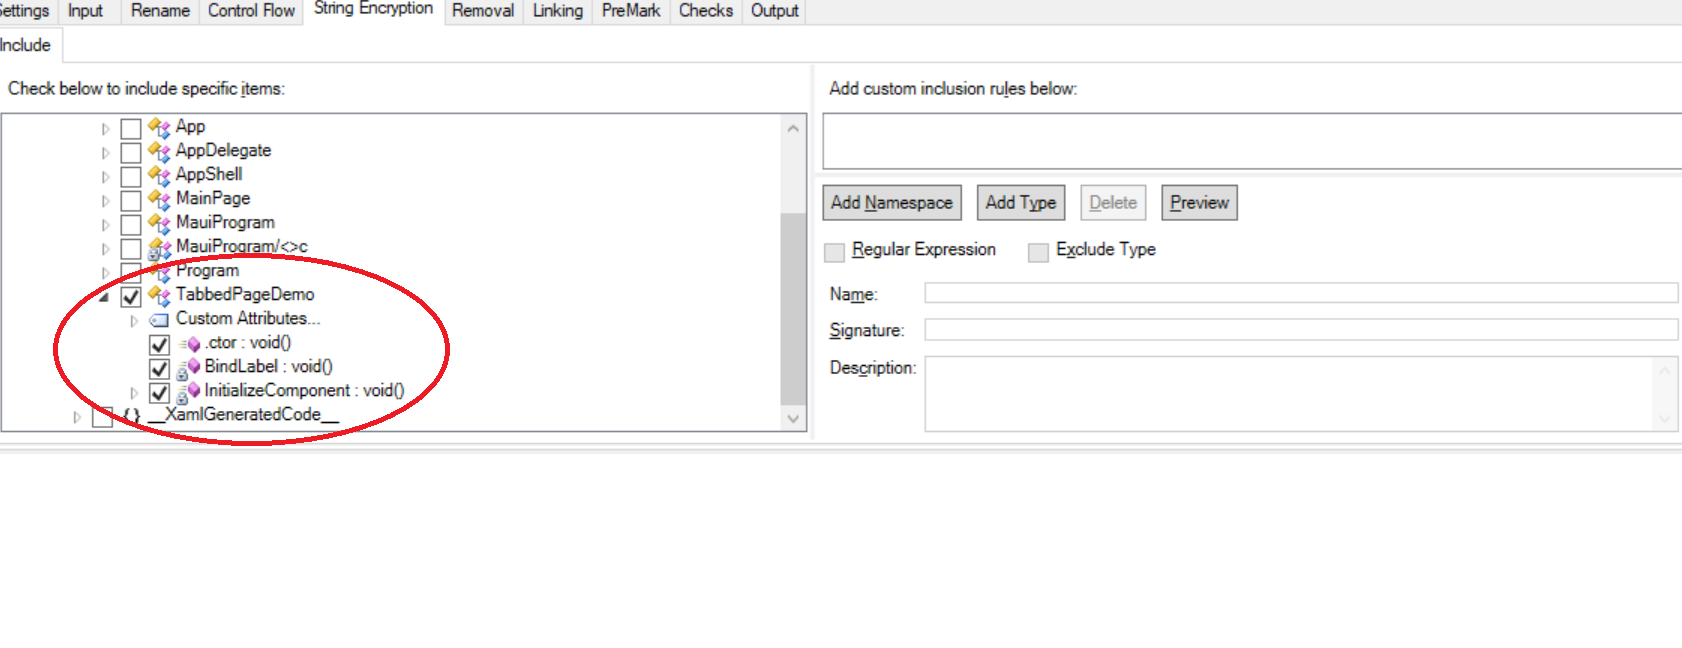 Settings Input Rename Control Flow String Encryption Removal Linking PreMark Checks Output
Include
Check below to include specific items:
App
AppDelegate
AppShell
MainPage
MauiProgram
MauiProgram/<>c
Program
TabbedPageDemo
Custom Attributes...
.ctor : void()
BindLabel : void()
InitializeComponent : void()
{} __XamlGeneratedCode__
Add custom inclusion rules below:
Add Namespace Add Type Delete Preview
Regular Expression Exclude Type
Name:
Signature:
Description: